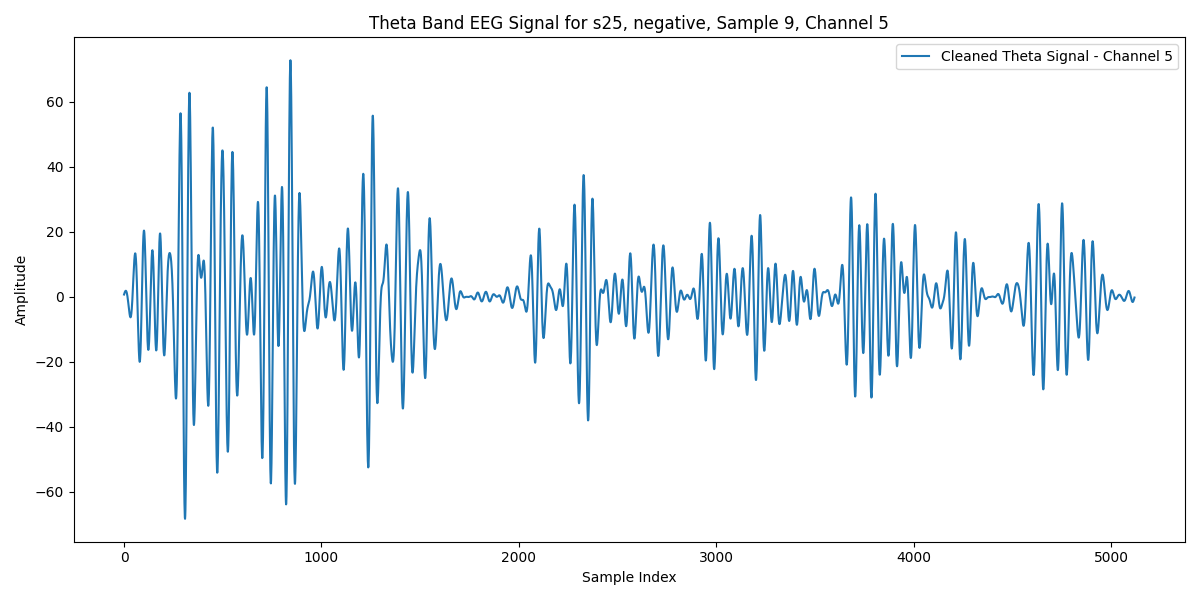 Theta Band EEG Signal for s25, negative, Sample 9, Channel 5
Cleaned Theta Signal - Channel 5
Amplitude
60
40
20
0
−20
−40
−60
0 1000 2000 3000 4000 5000
Sample Index